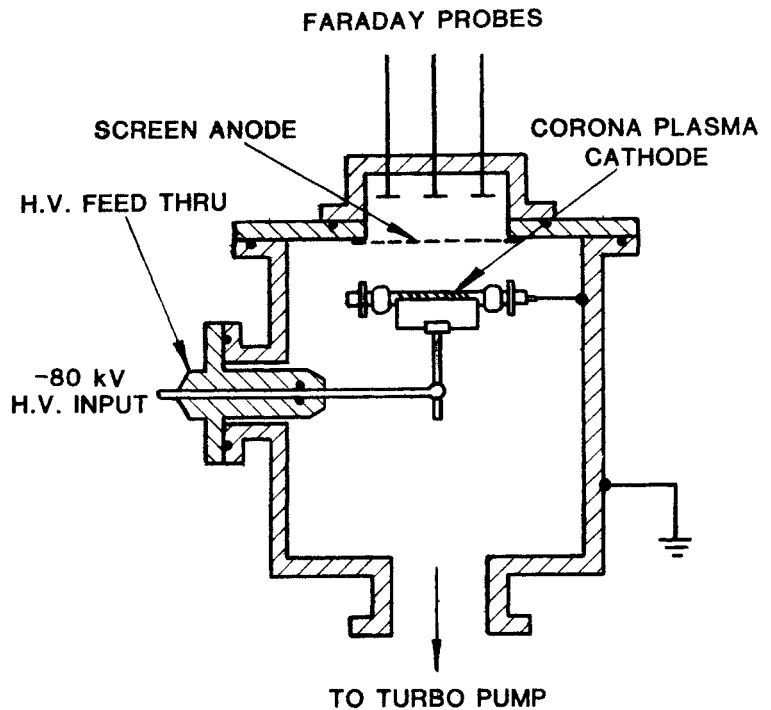 FARADAY PROBES
SCREEN ANODE
CORONA PLASMA
CATHODE
H.V. FEED THRU
-80 kV
H.V. INPUT
TO TURBO PUMP